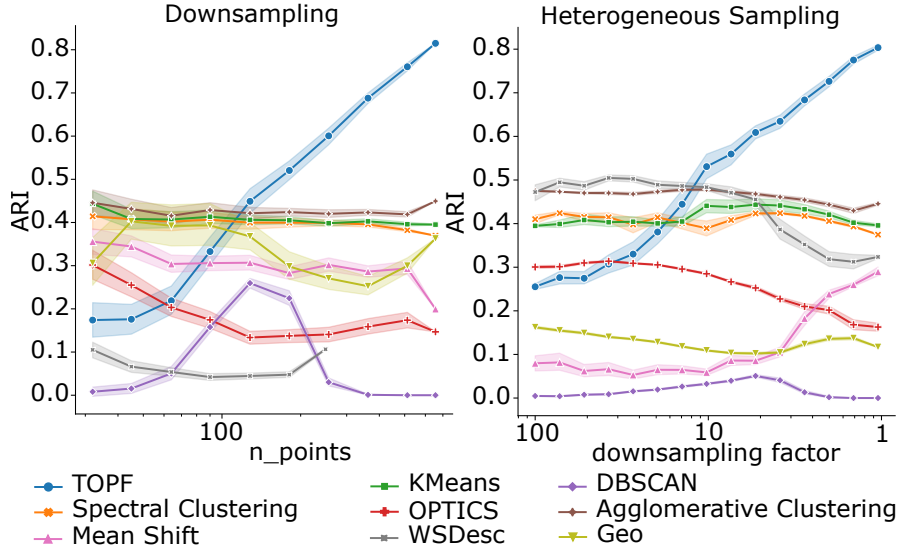 Downsampling
Heterogeneous Sampling
ARI
0.8
0.7
0.6
0.5
0.4
0.3
0.2
0.1
0.0
100
n_points
ARI
0.8
0.7
0.6
0.5
0.4
0.3
0.2
0.1
0.0
100 10 1
downsampling factor
TOPF
Spectral Clustering
Mean Shift
KMeans
OPTICS
WSDesc
DBSCAN
Agglomerative Clustering
Geo